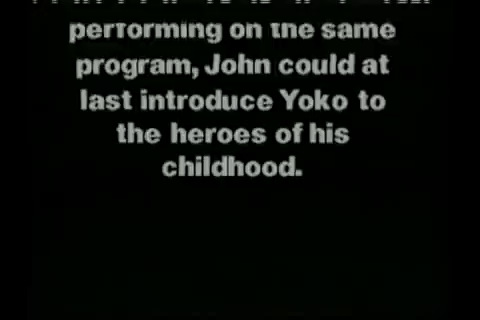 performing on the same
program, John could at
last introduce Yoko to
the heroes of his
childhood.